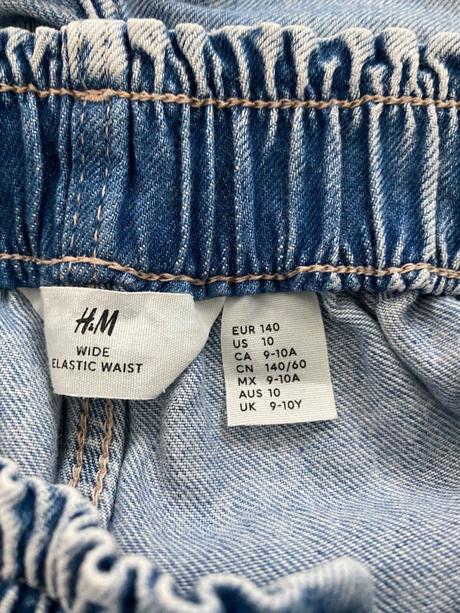 H&M
WIDE
ELASTIC WAIST
EUR 140
US 10
CA 9-10A
CN 140/60
MX 9-10A
AUS 10
UK 9-10Y